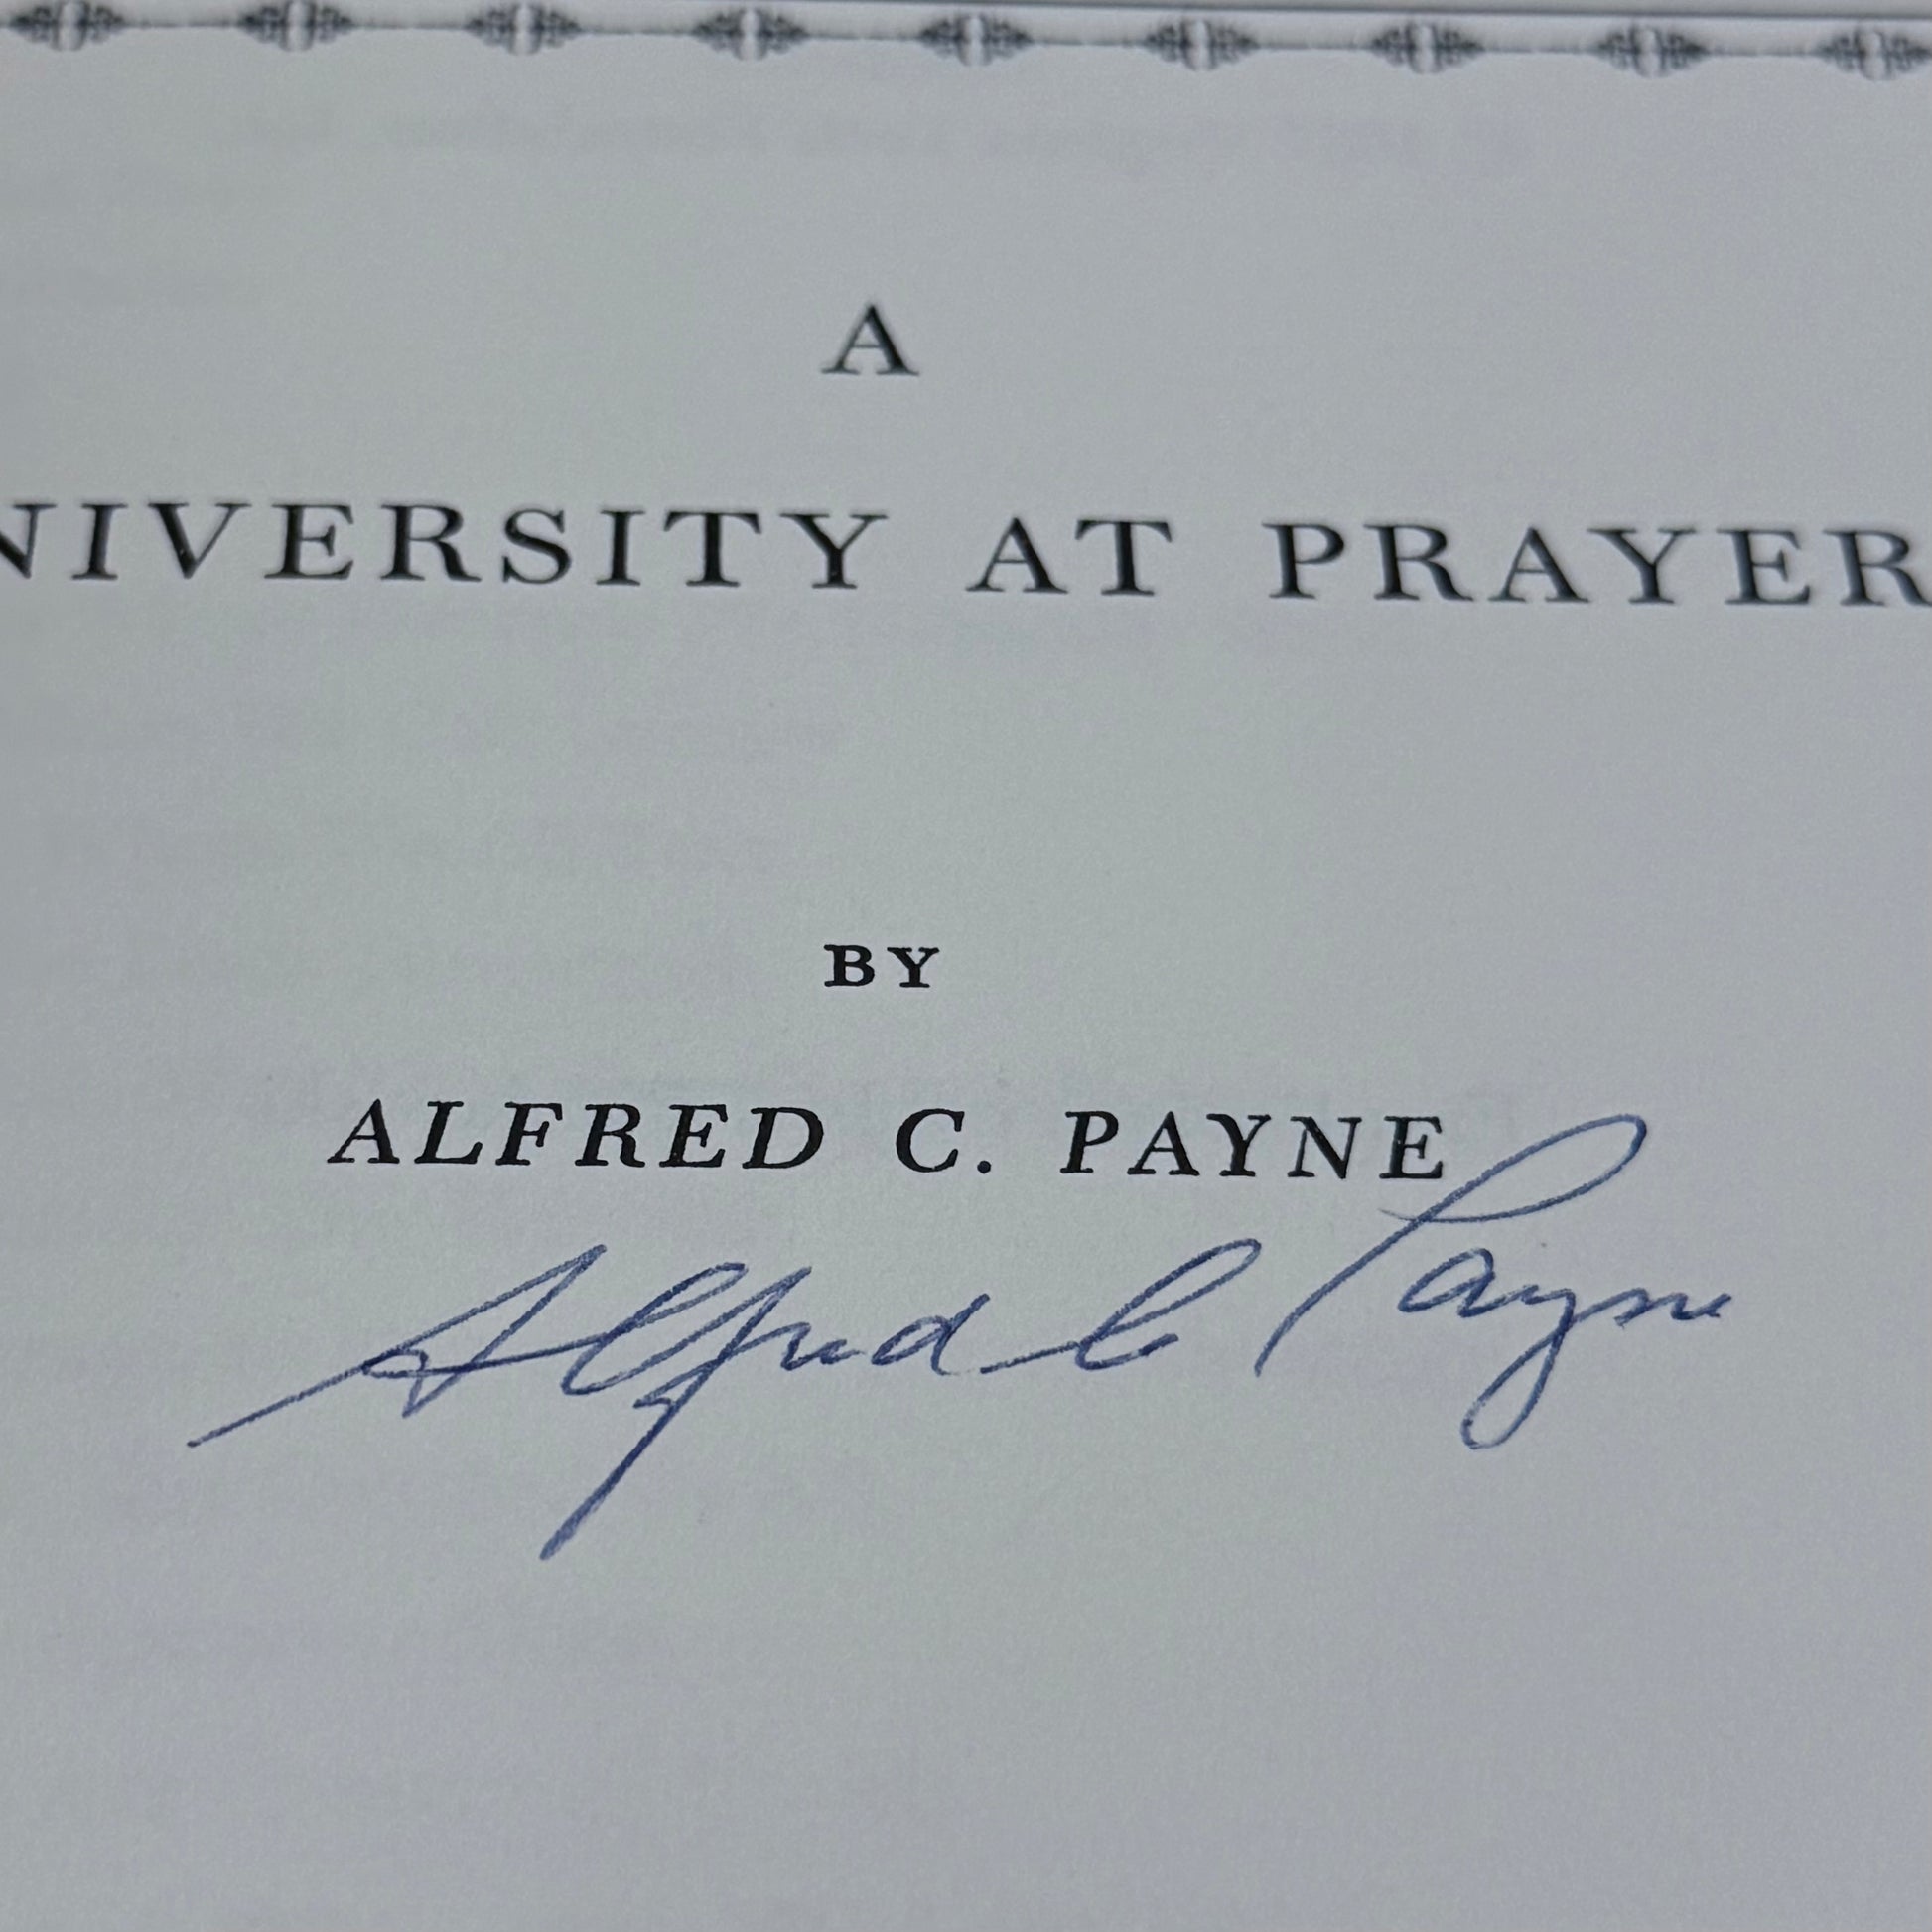 A
NIVERSITY AT PRAYER
BY
ALFRED C. PAYNE
Alfred C Payne